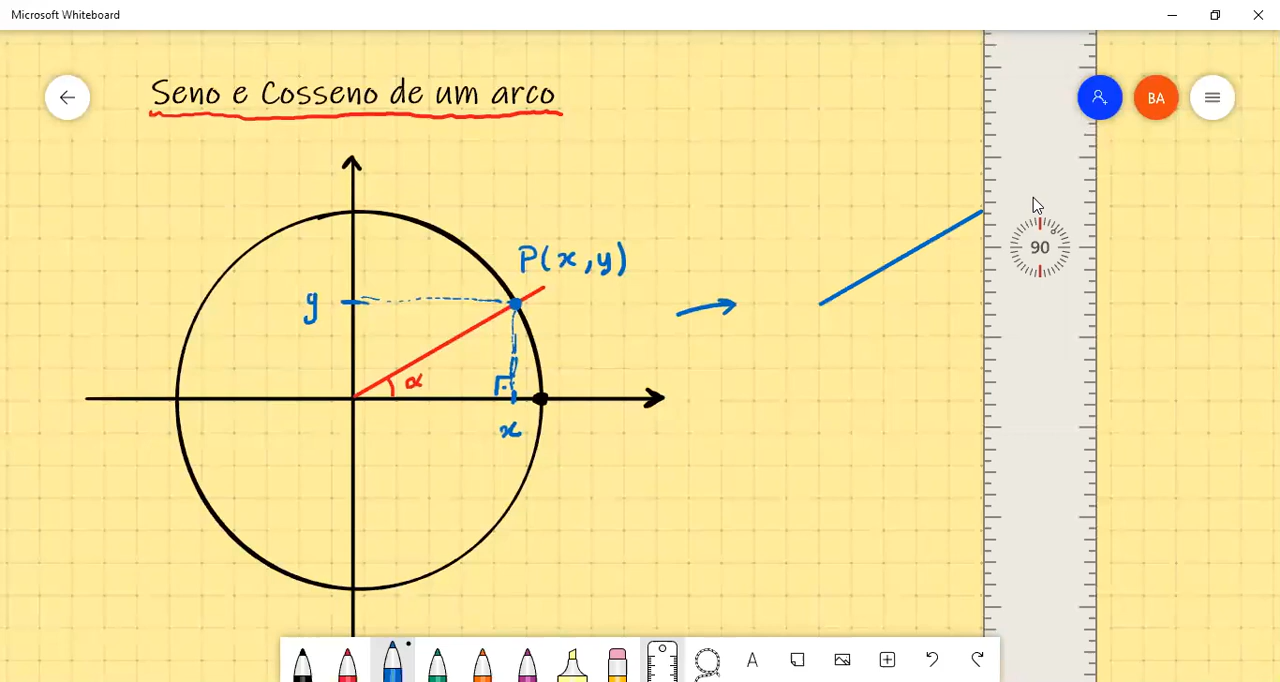 Microsoft Whiteboard
Seno e Cosseno de um arco
BA
P(x,y)
y
90
α
x
A